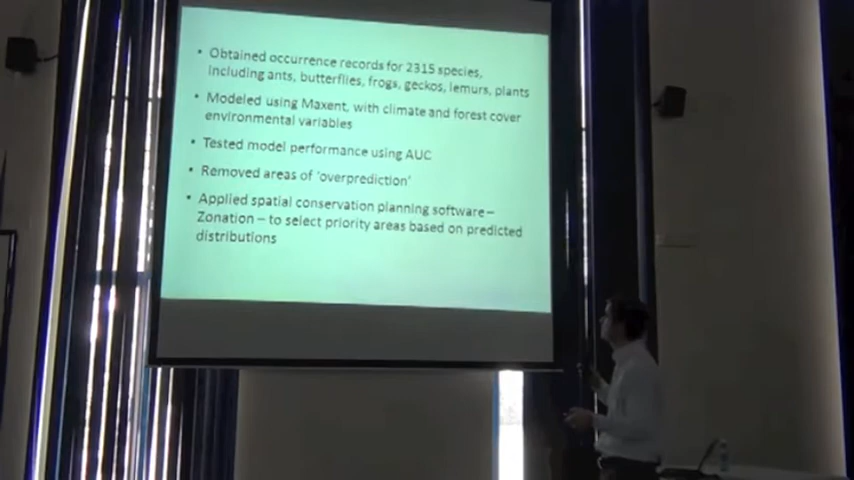 • Obtained occurrence records for 2315 species,
including ants, butterflies, frogs, geckos, lemurs, plants
• Modeled using Maxent, with climate and forest cover
environmental variables
• Tested model performance using AUC
• Removed areas of 'overprediction'
• Applied spatial conservation planning software –
Zonation – to select priority areas based on predicted
distributions